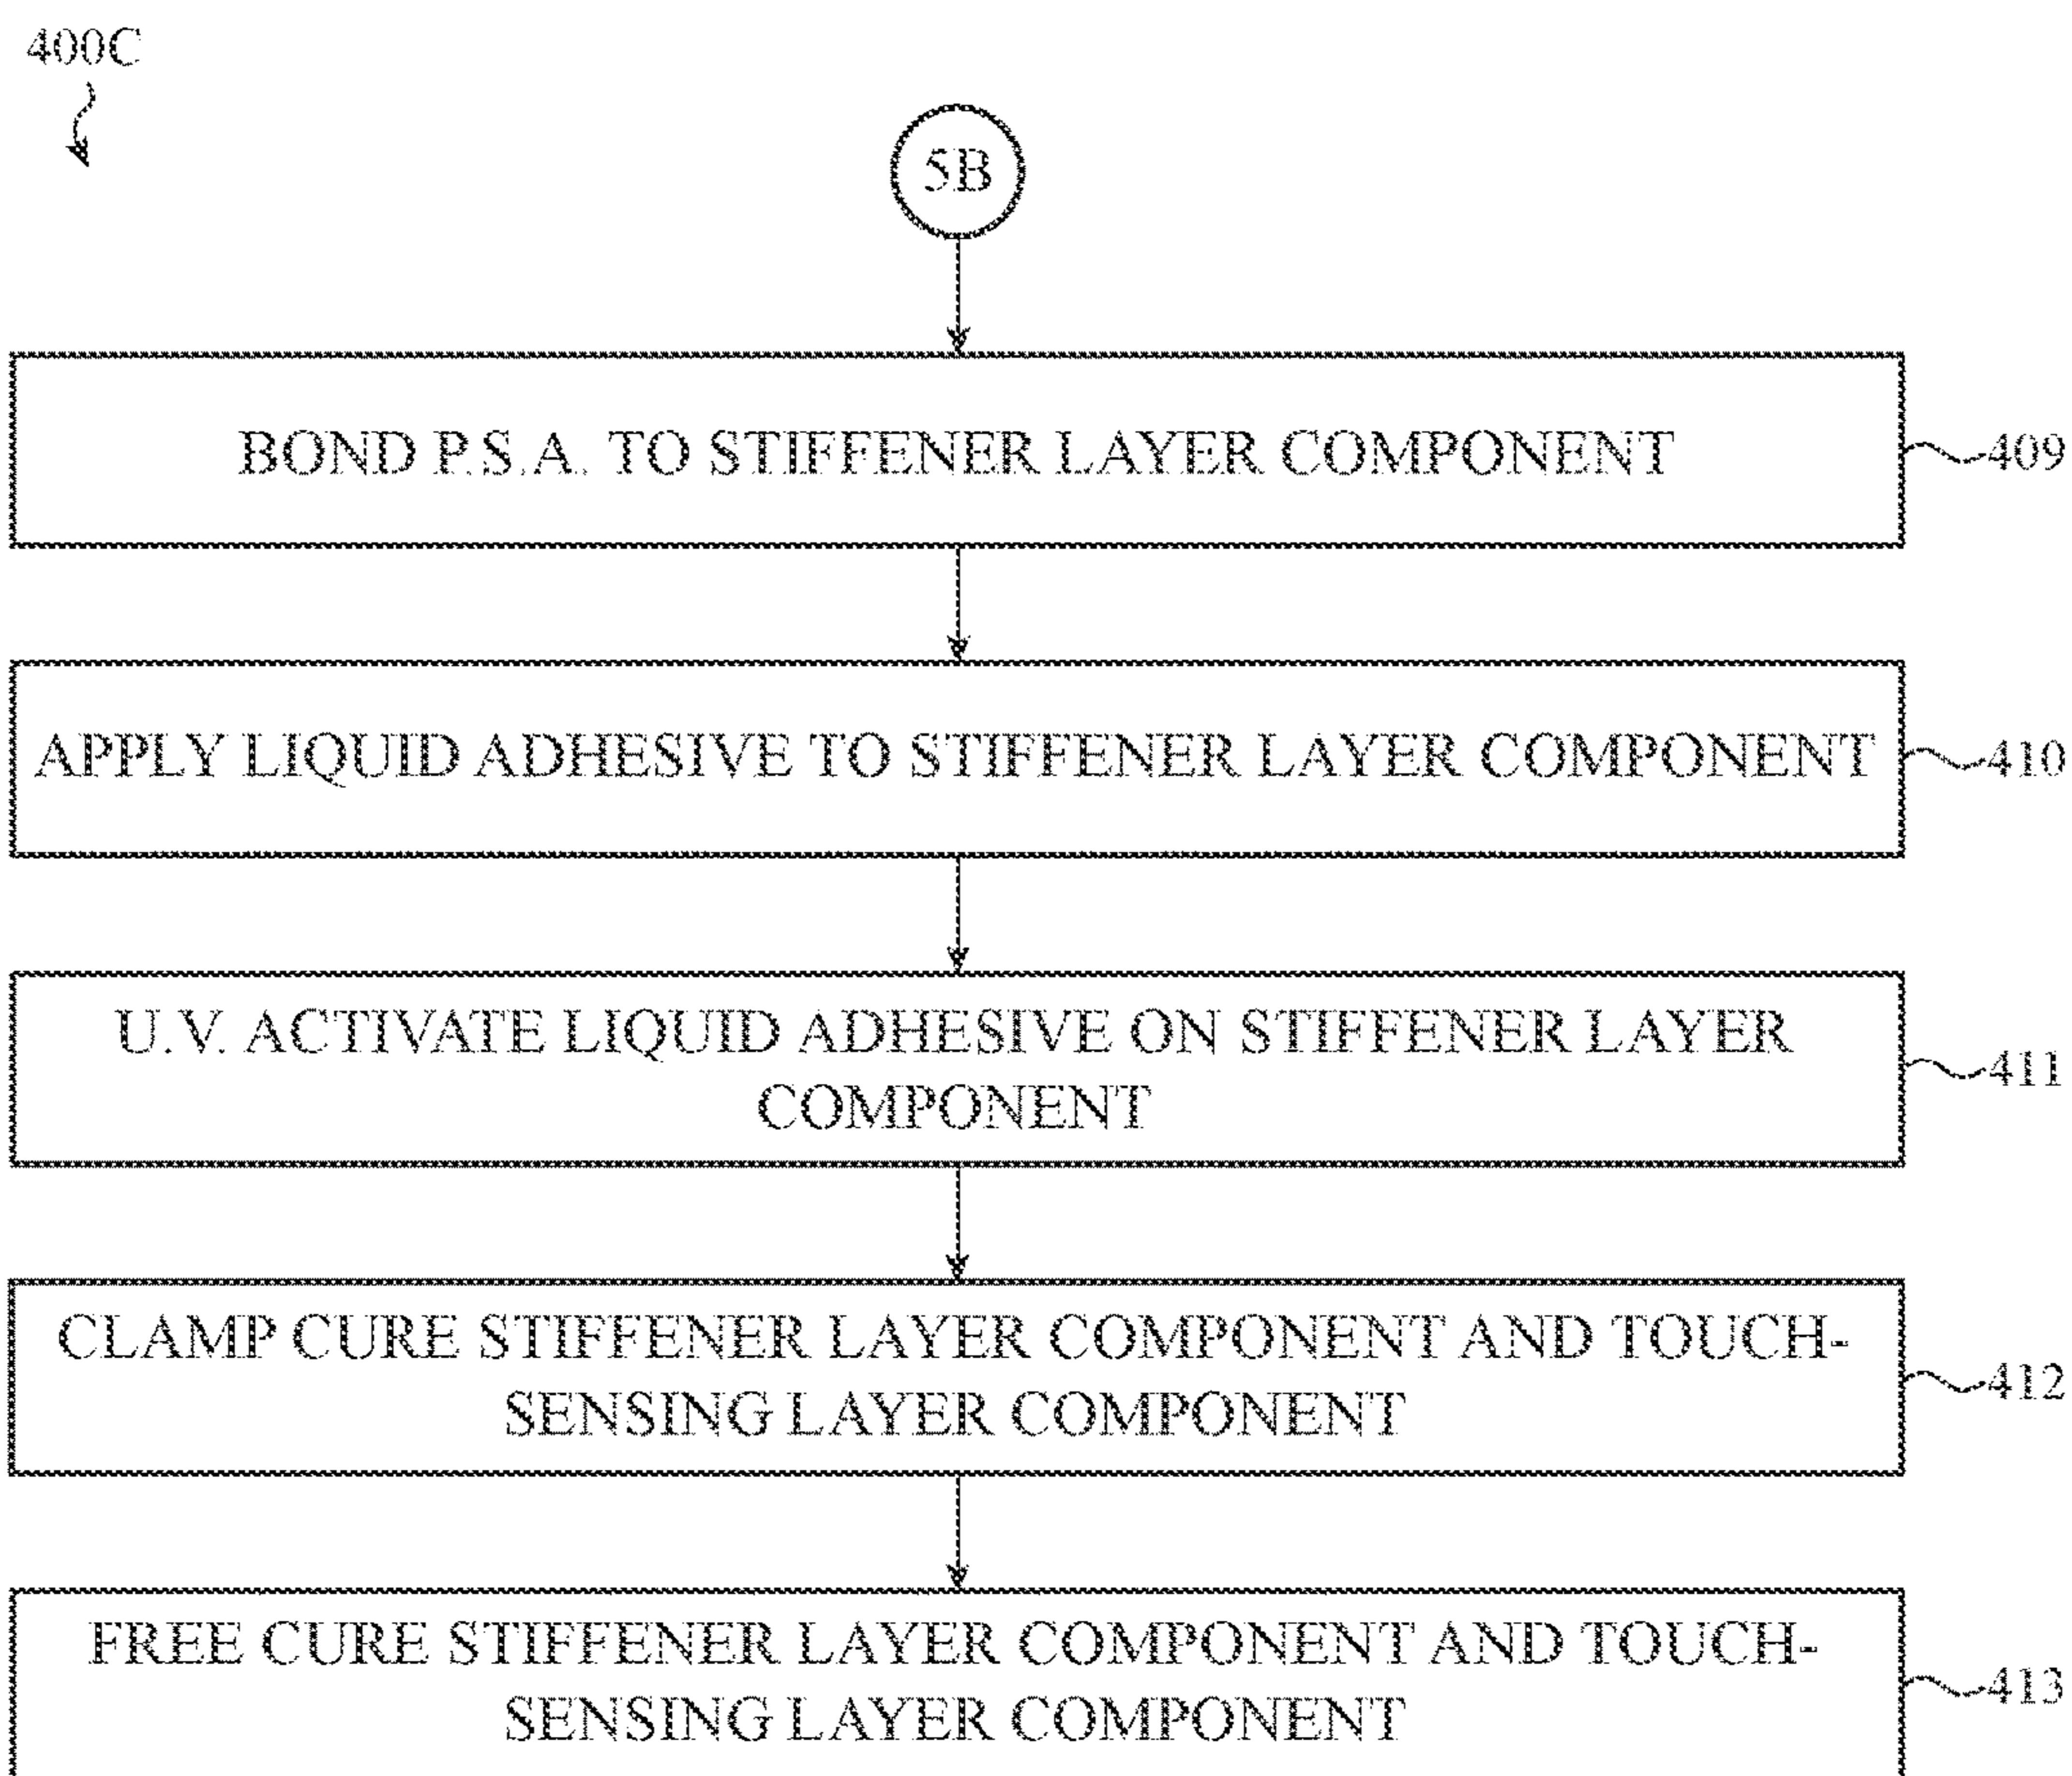 400C
5B
BOND P.S.A. TO STIFFENER LAYER COMPONENT
409
APPLY LIQUID ADHESIVE TO STIFFENER LAYER COMPONENT
410
U.V. ACTIVATE LIQUID ADHESIVE ON STIFFENER LAYER
COMPONENT
411
CLAMP CURE STIFFENER LAYER COMPONENT AND TOUCH-
SENSING LAYER COMPONENT
412
FREE CURE STIFFENER LAYER COMPONENT AND TOUCH-
SENSING LAYER COMPONENT
413